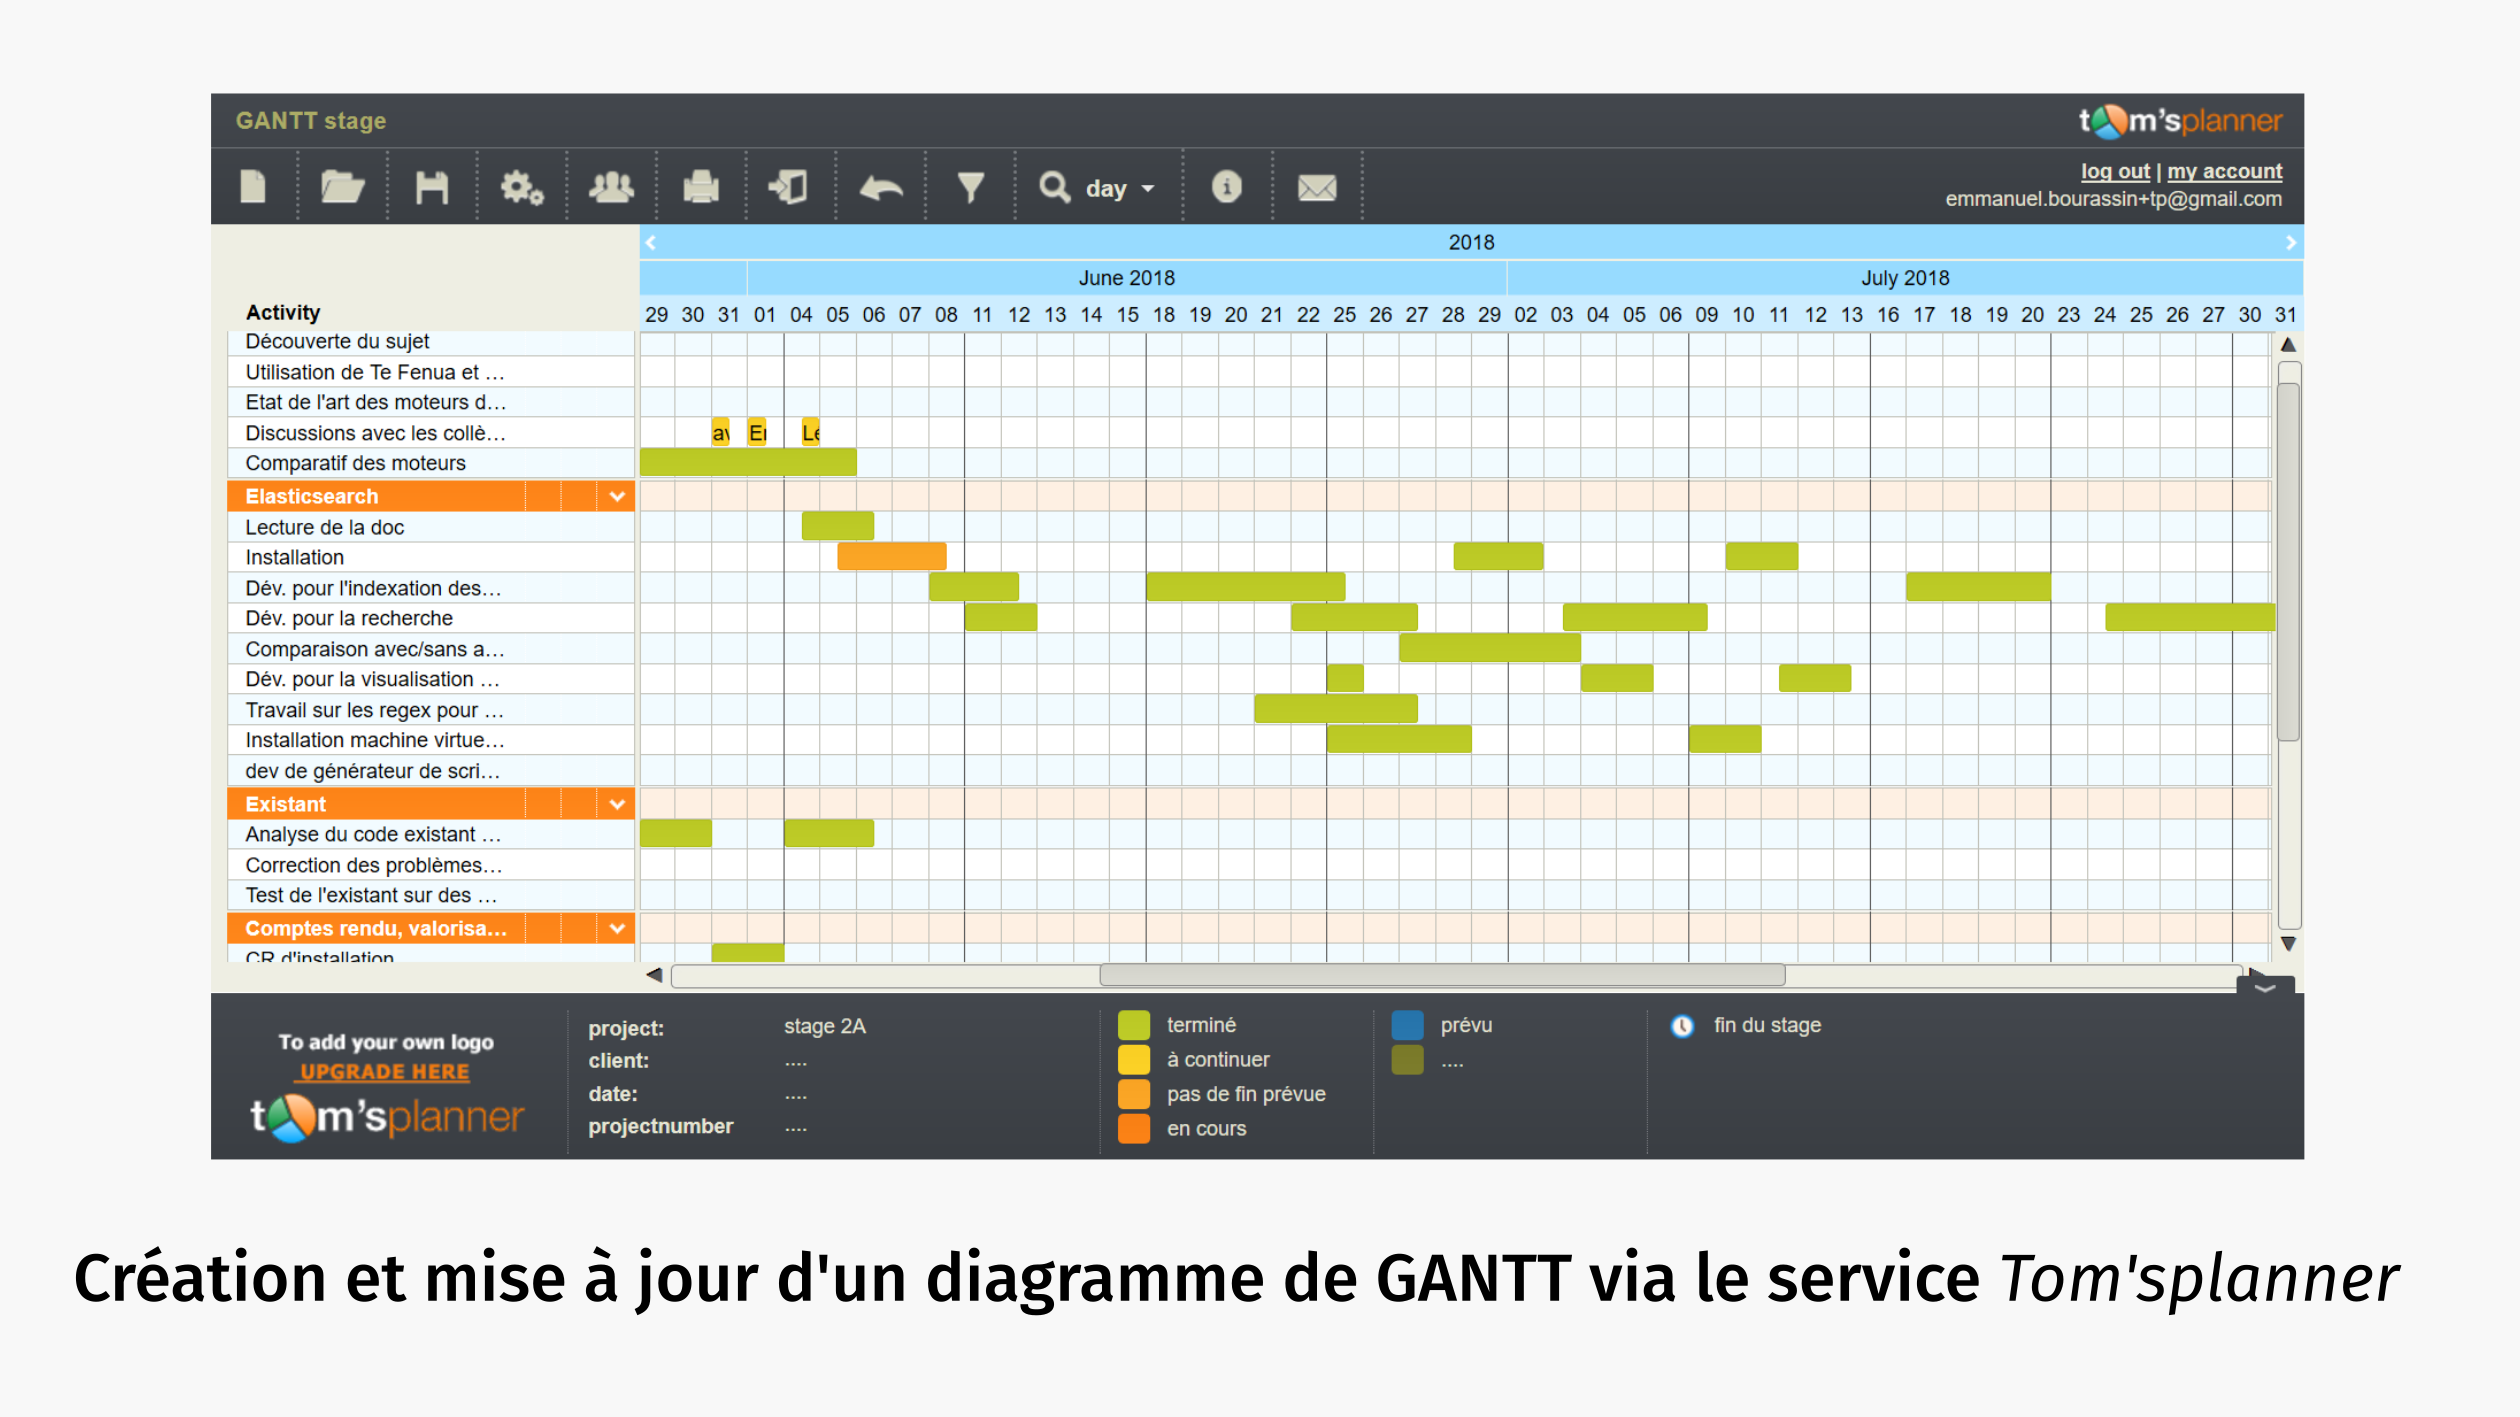 GANTT stage
tom'splanner
day
log out | my account
emmanuel.bourassin+tp@gmail.com
2018
June 2018 July 2018
Activity
29 30 31 01 04 05 06 07 08 11 12 13 14 15 18 19 20 21 22 25 26 27 28 29 02 03 04 05 06 09 10 11 12 13 16 17 18 19 20 23 24 25 26 27 30 31
Découverte du sujet
Utilisation de Te Fenua et ...
Etat de l'art des moteurs d...
Discussions avec les collè...
Comparatif des moteurs
Elasticsearch
Lecture de la doc
Installation
Dév. pour l'indexation des...
Dév. pour la recherche
Comparaison avec/sans a...
Dév. pour la visualisation ...
Travail sur les regex pour ...
Installation machine virtue...
dev de générateur de scri...
Existant
Analyse du code existant ...
Correction des problèmes...
Test de l'existant sur des ...
Comptes rendu, valorisa...
CR d'installation
To add your own logo
UPGRADE HERE
tom'splanner
project: stage 2A
client: ....
date: ....
projectnumber ....
terminé
à continuer
pas de fin prévue
en cours
prévu
....
fin du stage
Création et mise à jour d'un diagramme de GANTT via le service Tom'splanner